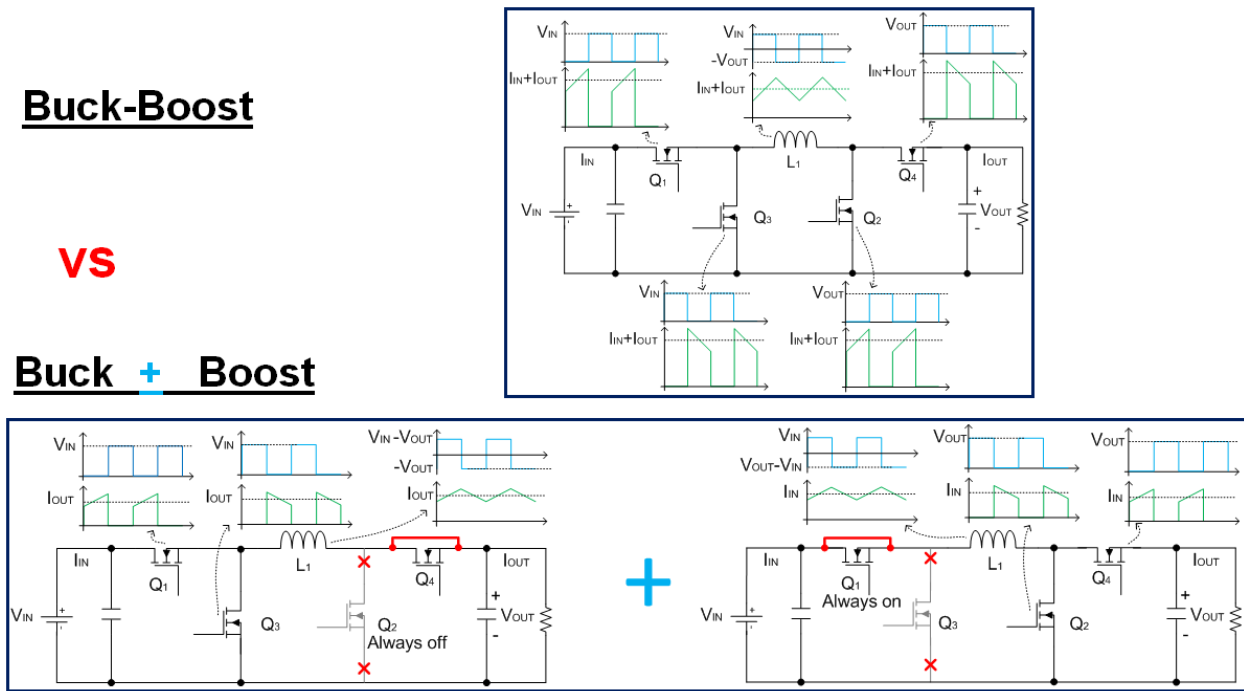 Buck-Boost
vs
Buck + Boost
VIN
IIN+IOUT
VIN
-VOUT
IIN+IOUT
VOUT
IIN+IOUT
IIN
Q1
L1
Q4
IOUT
VIN
+
-
Q3
Q2
+
VOUT
-
VIN
IIN+IOUT
VOUT
IIN+IOUT
VIN
IOUT
VIN
IOUT
VIN-VOUT
-VOUT
IOUT
IIN
Q1
L1
Q4
IOUT
VIN
+
-
Q3
Q2
Always off
+
VOUT
-
+
VIN
VOUT-VIN
IIN
VOUT
IIN
VOUT
IIN
IIN
Q1
Always on
L1
Q4
IOUT
VIN
+
-
Q3
Q2
+
VOUT
-